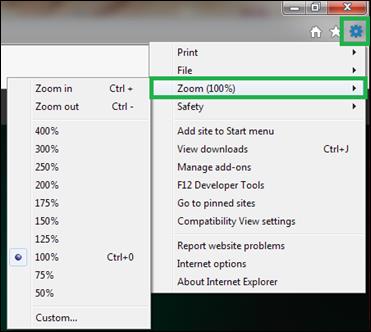 Print
File
Zoom (100%)
Safety
Add site to Start menu
View downloads Ctrl+J
Manage add-ons
F12 Developer Tools
Go to pinned sites
Compatibility View settings
Report website problems
Internet options
About Internet Explorer
Zoom in Ctrl +
Zoom out Ctrl -
400%
300%
250%
200%
175%
150%
125%
100% Ctrl+0
75%
50%
Custom...